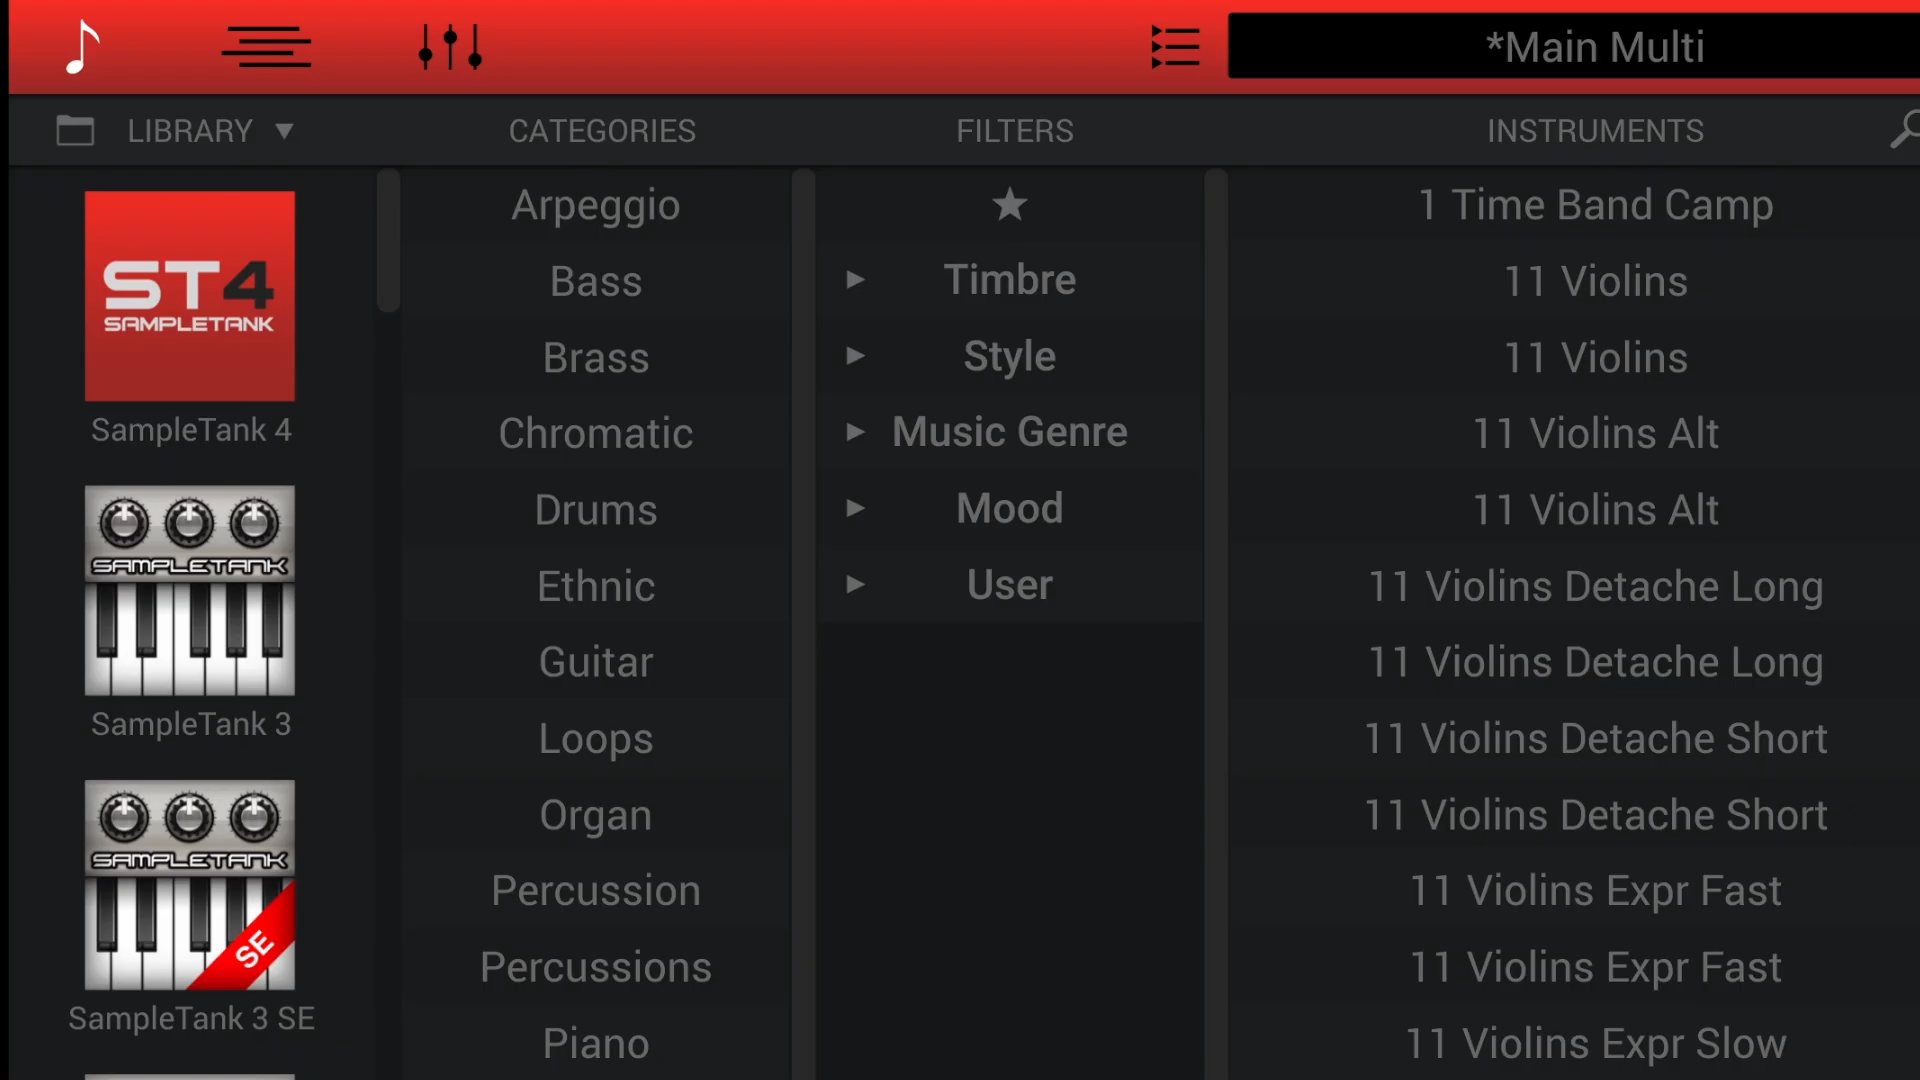 *Main Multi
LIBRARY
CATEGORIES
FILTERS
INSTRUMENTS
ST4
SAMPLETANK
SampleTank 4
SAMPLETANK
SampleTank 3
SAMPLETANK
SE
SampleTank 3 SE
Arpeggio
Bass
Brass
Chromatic
Drums
Ethnic
Guitar
Loops
Organ
Percussion
Percussions
Piano
Timbre
Style
Music Genre
Mood
User
1 Time Band Camp
11 Violins
11 Violins
11 Violins Alt
11 Violins Alt
11 Violins Detache Long
11 Violins Detache Long
11 Violins Detache Short
11 Violins Detache Short
11 Violins Expr Fast
11 Violins Expr Fast
11 Violins Expr Slow